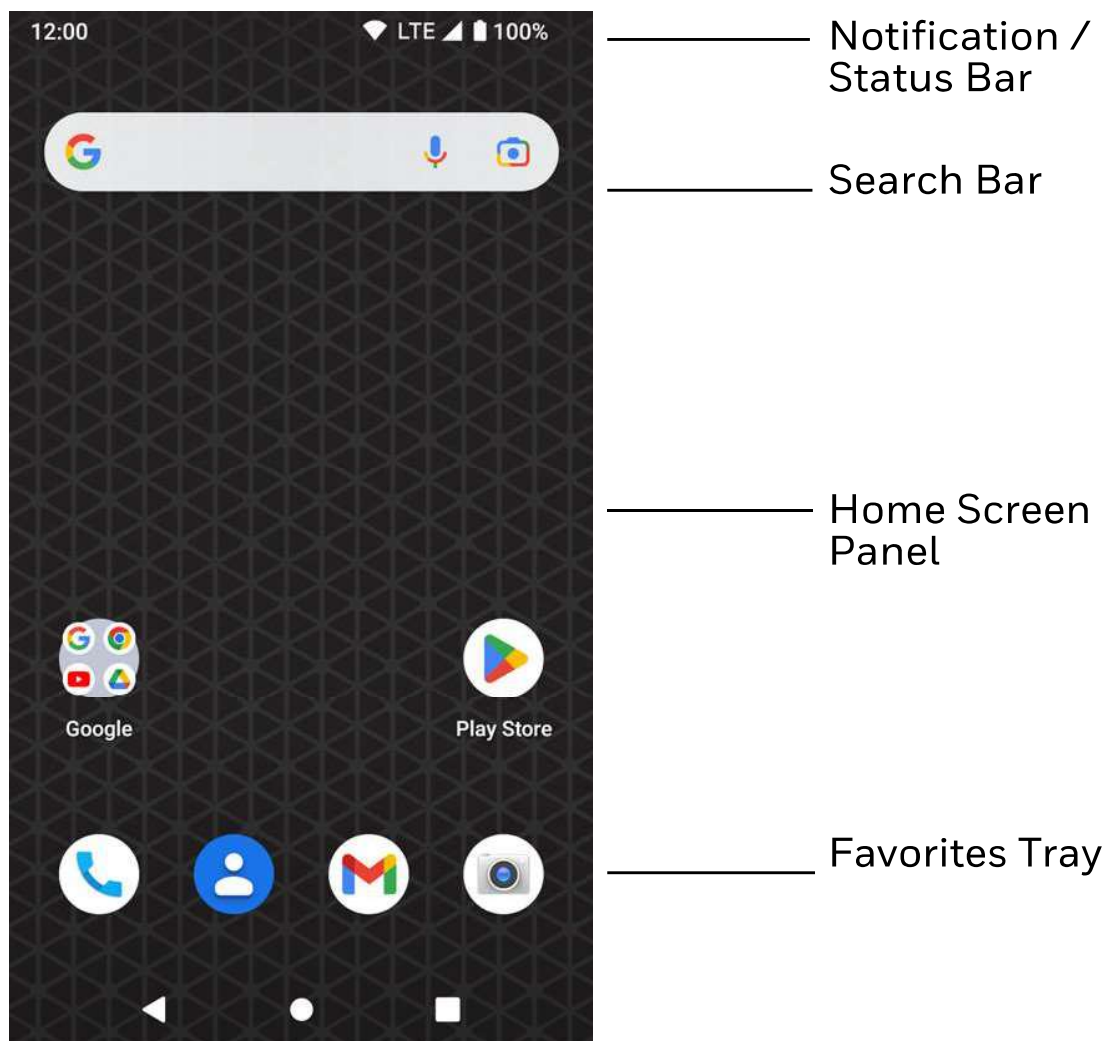 12:00 LTE 100%
Notification /
Status Bar
Search Bar
Home Screen
Panel
Google Play Store
Favorites Tray